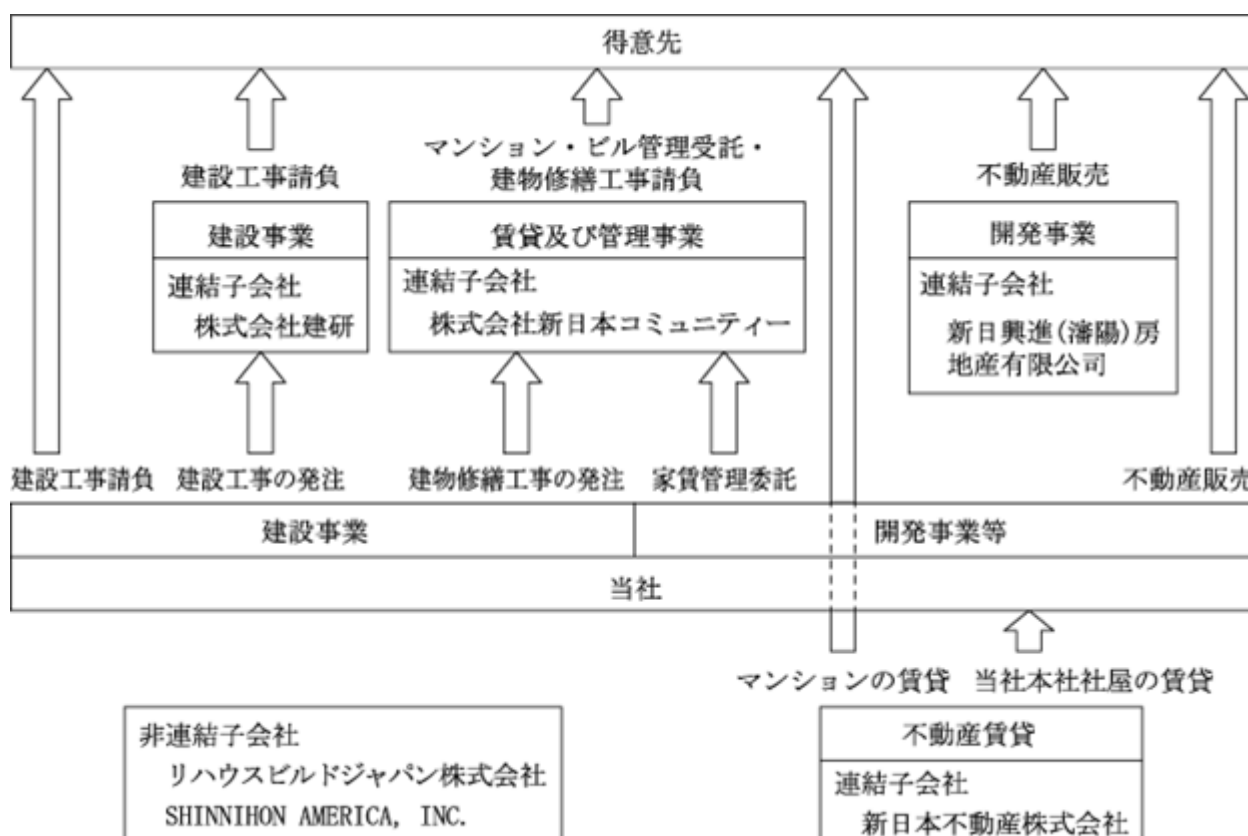 得意先
マンション・ビル管理受託・
建設工事請負
建物修繕工事請負
不動産販売
建設事業
連結子会社
株式会社建研
賃貸及び管理事業
連結子会社
株式会社新日本コミュニティー
開発事業
連結子会社
新日興進(瀋陽)房
地産有限公司
建設工事請負
建設工事の発注
建物修繕工事の発注
家賃管理委託
不動産販売
建設事業
開発事業等
当社
マンションの賃貸
当社本社社屋の賃貸
非連結子会社
リハウスビルドジャパン株式会社
SHINNIHON AMERICA, INC.
不動産賃貸
連結子会社
新日本不動産株式会社